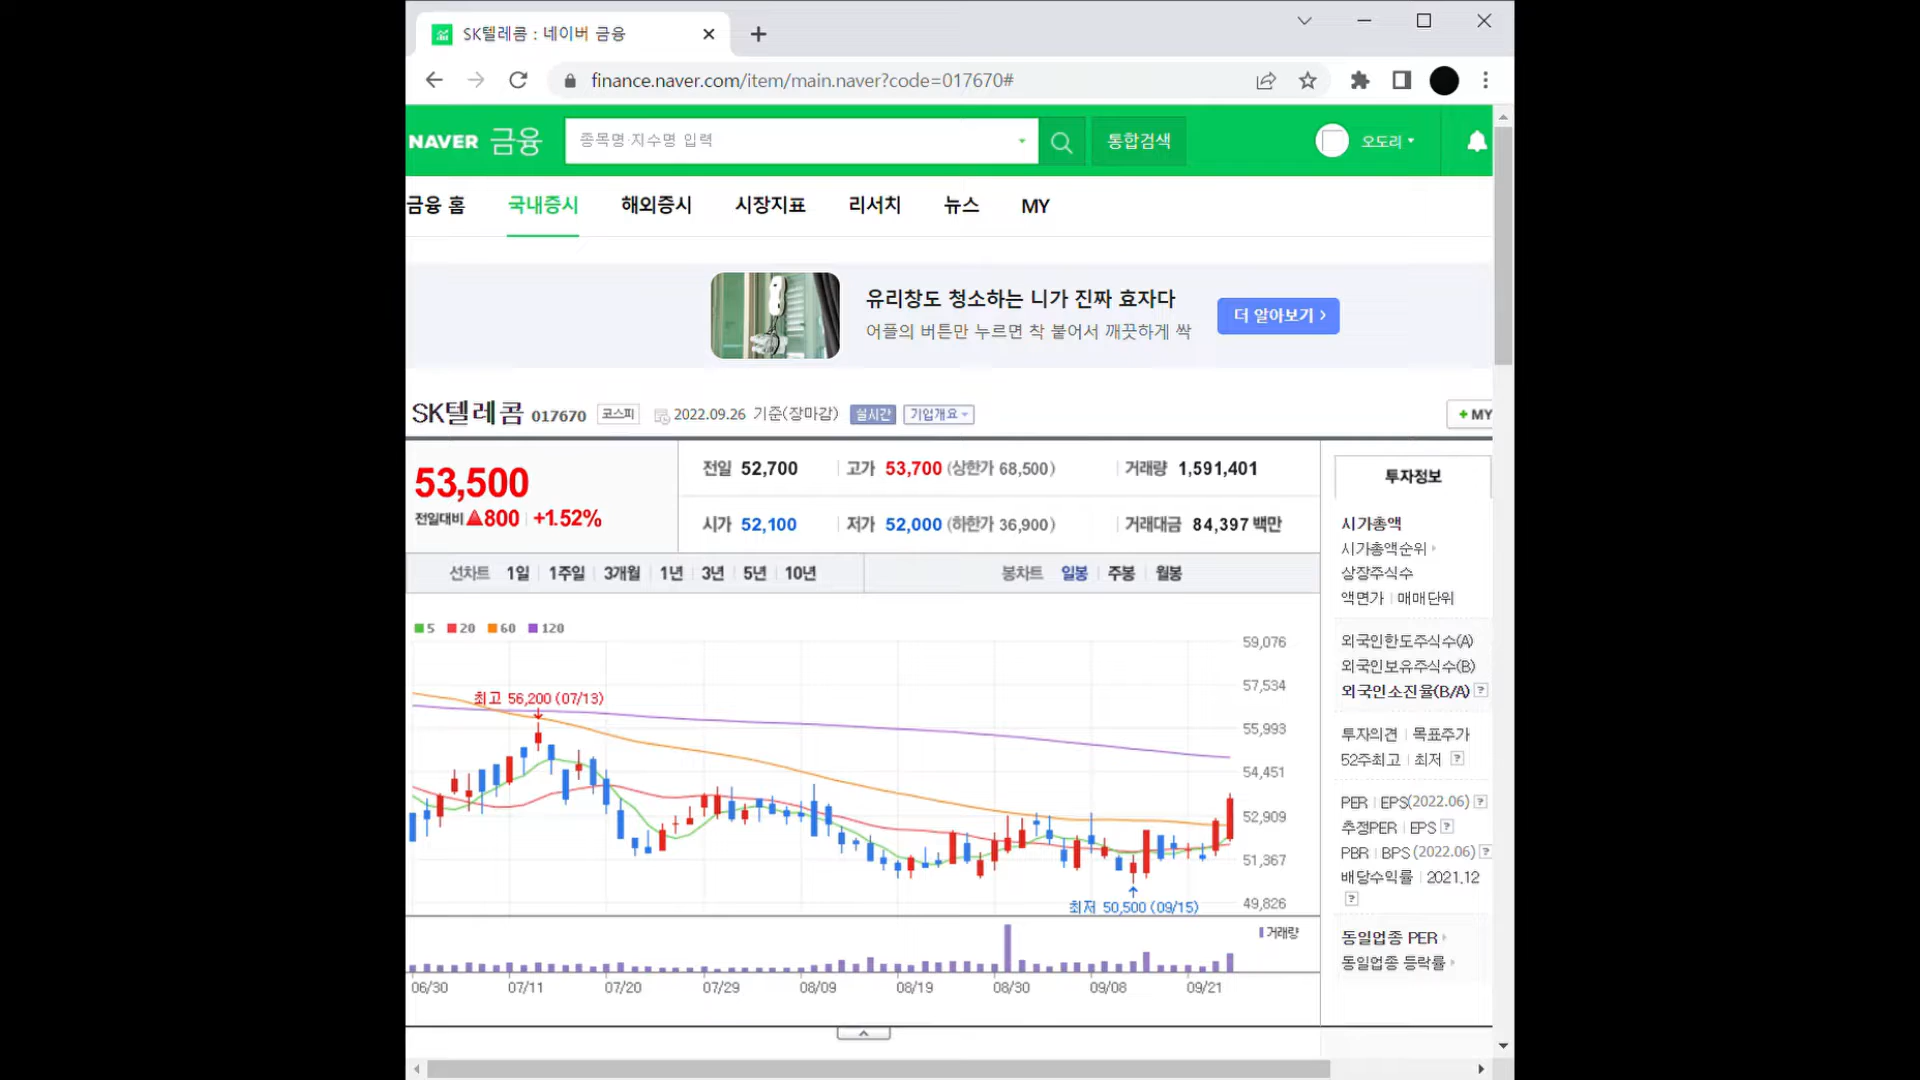 SK텔레콤 : 네이버 금융
finance.naver.com/item/main.naver?code=017670#
NAVER 금융 종목명·지수명 입력 통합검색 오도리
금융 홈 국내증시 해외증시 시장지표 리서치 뉴스 MY
유리창도 청소하는 니가 진짜 효자다
어플의 버튼만 누르면 착 붙어서 깨끗하게 싹
더 알아보기 >
SK텔레콤 017670 코스피 2022.09.26 기준(장마감) 실시간 기업개요 + MY
53,500
전일대비 ▲800 +1.52%
전일 52,700 고가 53,700 (상한가 68,500) 거래량 1,591,401
시가 52,100 저가 52,000 (하한가 36,900) 거래대금 84,397 백만
선차트 1일 1주일 3개월 1년 3년 5년 10년 봉차트 일봉 주봉 월봉
5 20 60 120
최고 56,200 (07/13)
최저 50,500 (09/15)
59,076
57,534
55,993
54,451
52,909
51,367
49,826
거래량
06/30 07/11 07/20 07/29 08/09 08/19 08/30 09/08 09/21
투자정보
시가총액
시가총액순위
상장주식수
액면가 | 매매단위
외국인한도주식수(A)
외국인보유주식수(B)
외국인소진율(B/A) ?
투자의견 | 목표주가
52주최고 | 최저 ?
PER | EPS(2022.06) ?
추정PER | EPS ?
PBR | BPS (2022.06) ?
배당수익률 | 2021.12
?
동일업종 PER
동일업종 등락률